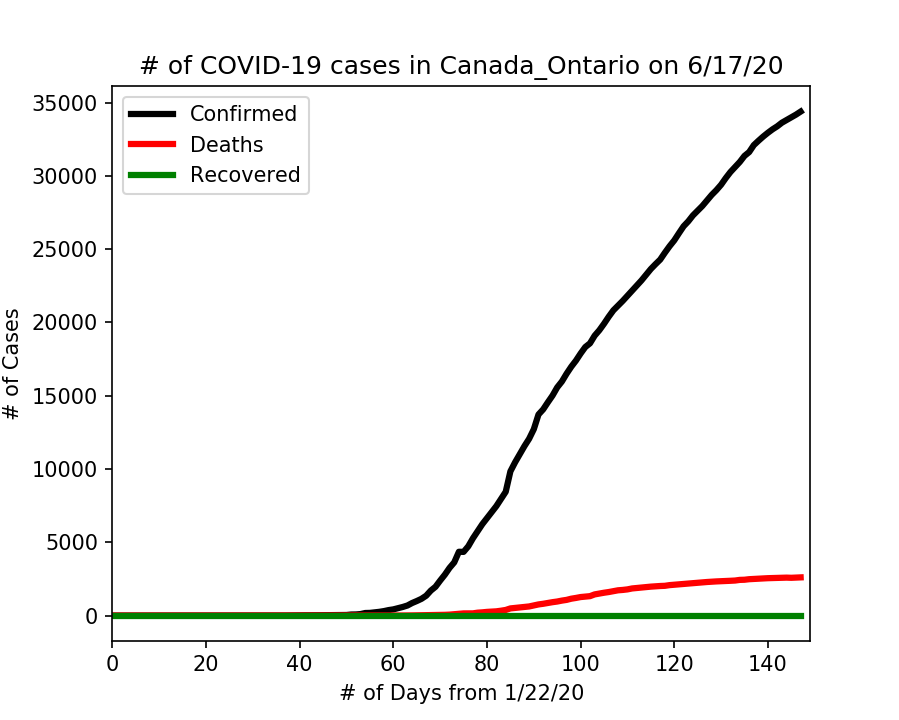 # of COVID-19 cases in Canada_Ontario on 6/17/20
Confirmed
Deaths
Recovered
35000
30000
25000
20000
15000
10000
5000
0
# of Cases
0 20 40 60 80 100 120 140
# of Days from 1/22/20